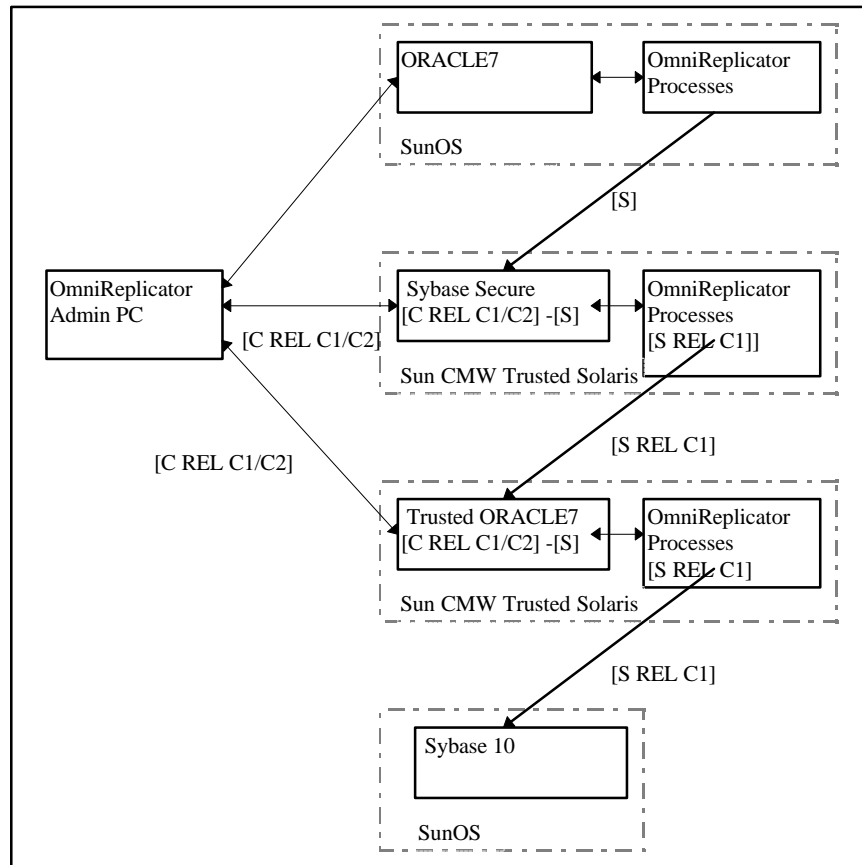 ORACLE7
OmniReplicator
Processes
SunOS
[S]
OmniReplicator
Admin PC
Sybase Secure
[C REL C1/C2] -[S]
OmniReplicator
Processes
[S REL C1]]
[C REL C1/C2]
Sun CMW Trusted Solaris
[S REL C1]
[C REL C1/C2]
Trusted ORACLE7
[C REL C1/C2] -[S]
OmniReplicator
Processes
[S REL C1]
Sun CMW Trusted Solaris
[S REL C1]
Sybase 10
SunOS